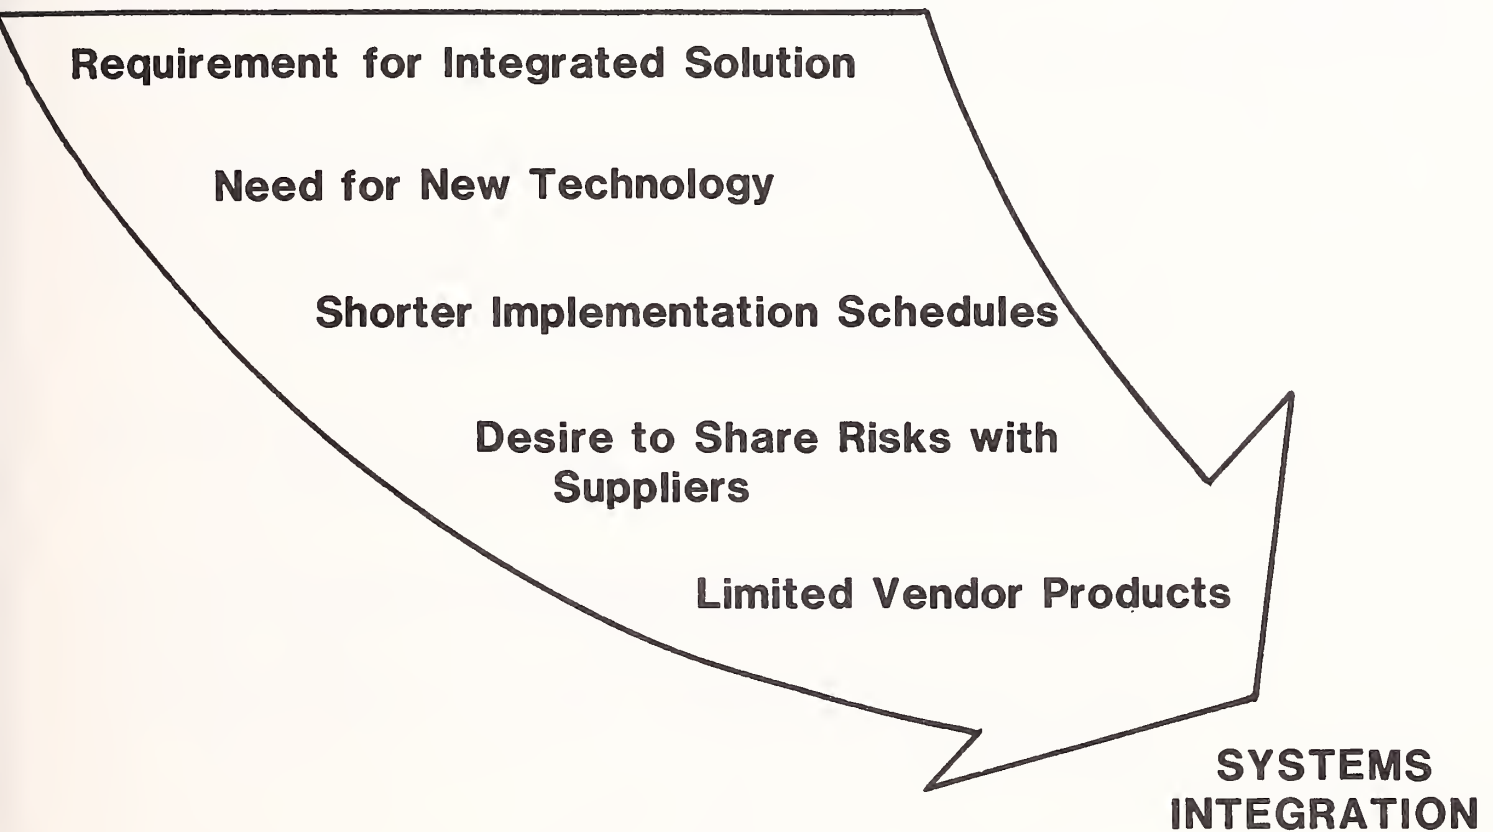 Requirement for Integrated Solution
Need for New Technology
Shorter Implementation Schedules
Desire to Share Risks with
Suppliers
Limited Vendor Products
SYSTEMS
INTEGRATION